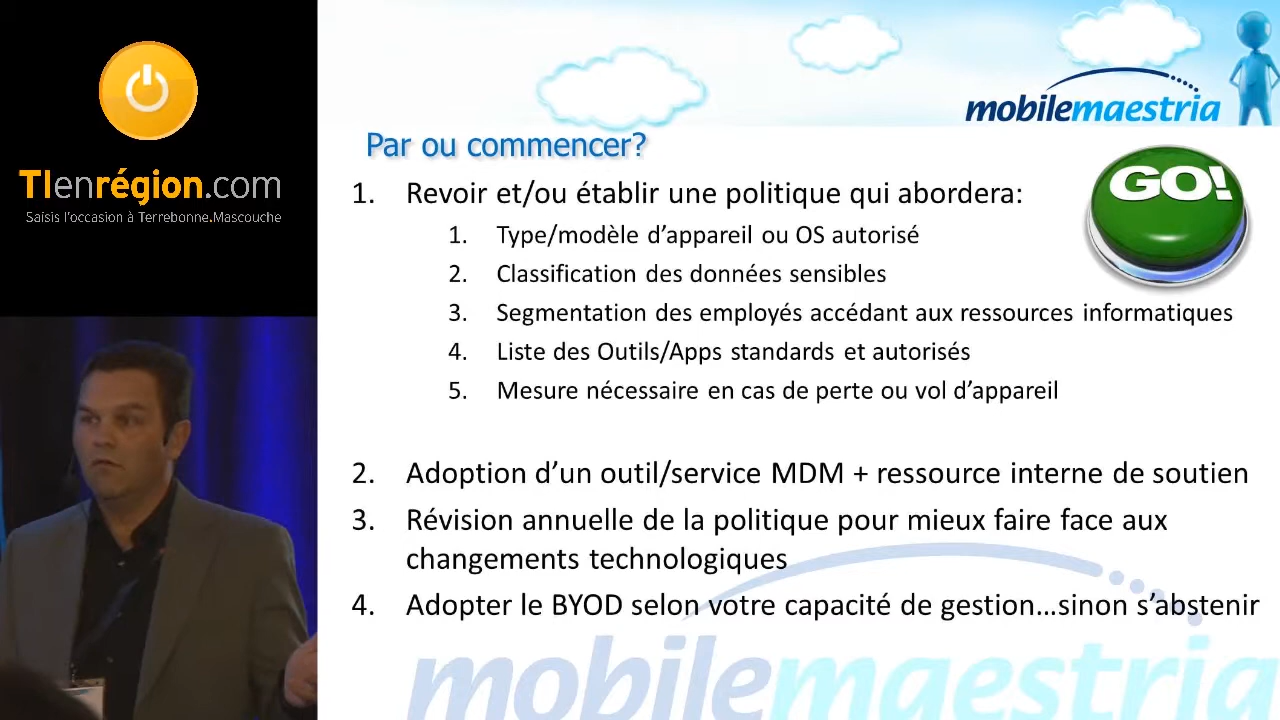 TIenrégion.com
Saisis l'occasion à Terrebonne.Mascouche
mobilemaestria
Par ou commencer?
GO!
1. Revoir et/ou établir une politique qui abordera:
1. Type/modèle d'appareil ou OS autorisé
2. Classification des données sensibles
3. Segmentation des employés accédant aux ressources informatiques
4. Liste des Outils/Apps standards et autorisés
5. Mesure nécessaire en cas de perte ou vol d'appareil
2. Adoption d'un outil/service MDM + ressource interne de soutien
3. Révision annuelle de la politique pour mieux faire face aux
changements technologiques
4. Adopter le BYOD selon votre capacité de gestion…sinon s'abstenir
mobilemaestria